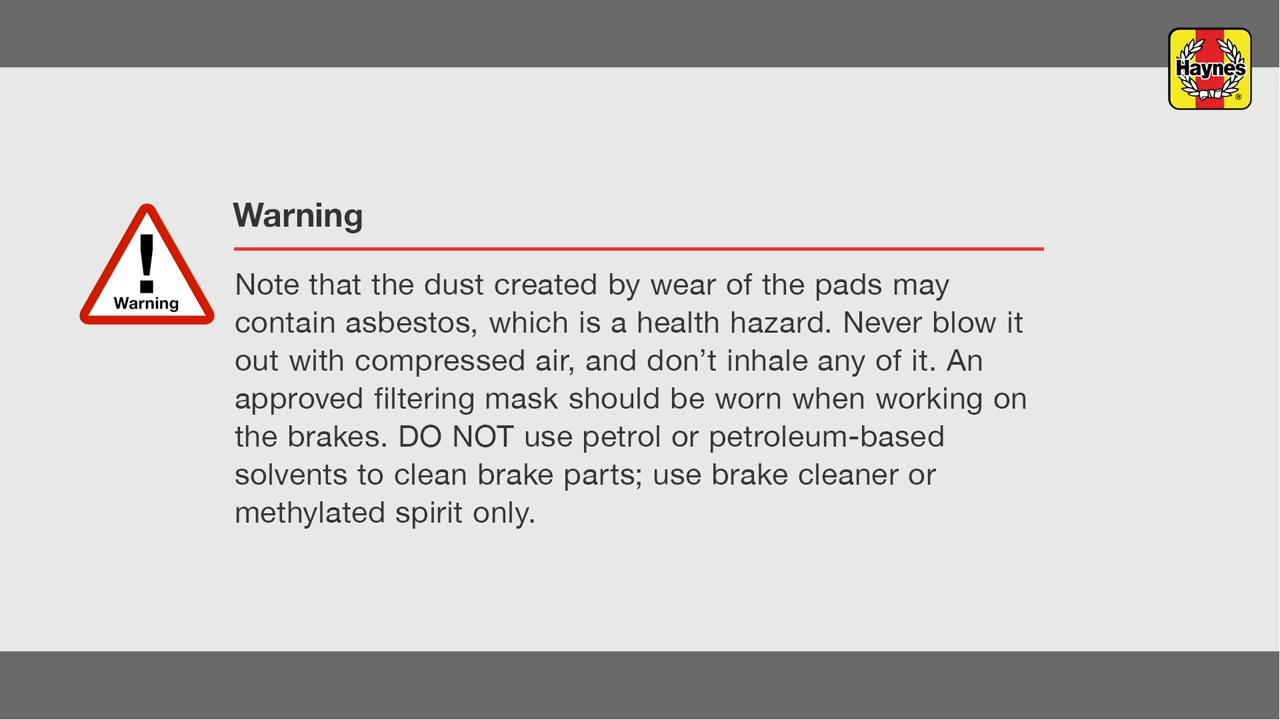 Haynes
®
Warning
Warning
Note that the dust created by wear of the pads may
contain asbestos, which is a health hazard. Never blow it
out with compressed air, and don’t inhale any of it. An
approved filtering mask should be worn when working on
the brakes. DO NOT use petrol or petroleum-based
solvents to clean brake parts; use brake cleaner or
methylated spirit only.